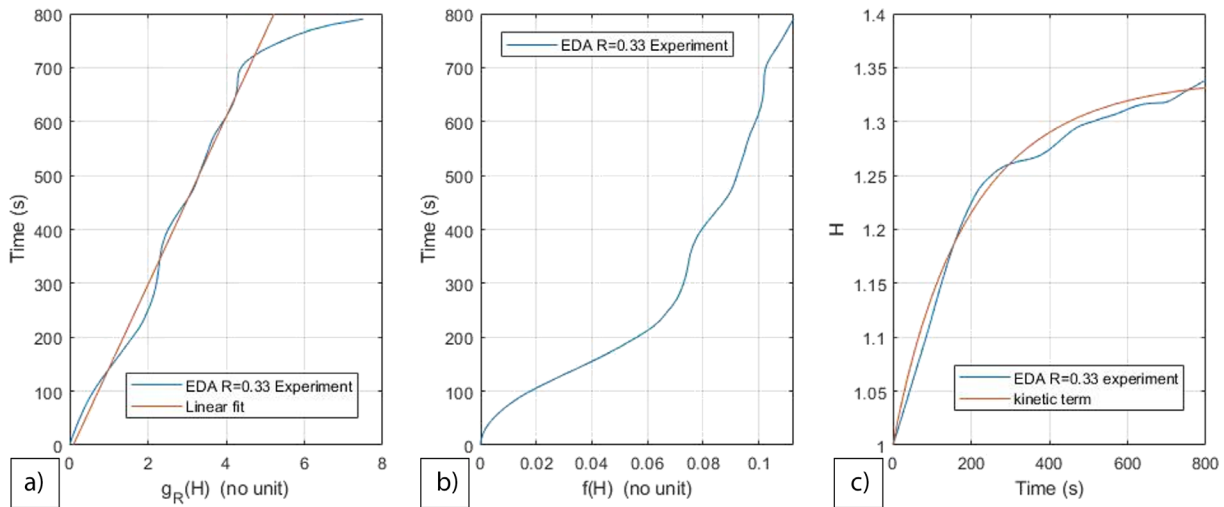 800
700
600
500
400
300
200
100
0
Time (s)
EDA R=0.33 Experiment
Linear fit
0 2 4 6 8
g_R(H) (no unit)
a)
800
700
600
500
400
300
200
100
0
Time (s)
EDA R=0.33 Experiment
0 0.02 0.04 0.06 0.08 0.1
f(H) (no unit)
b)
1.4
1.35
1.3
1.25
1.2
1.15
1.1
1.05
1
H
EDA R=0.33 experiment
kinetic term
0 200 400 600 800
Time (s)
c)